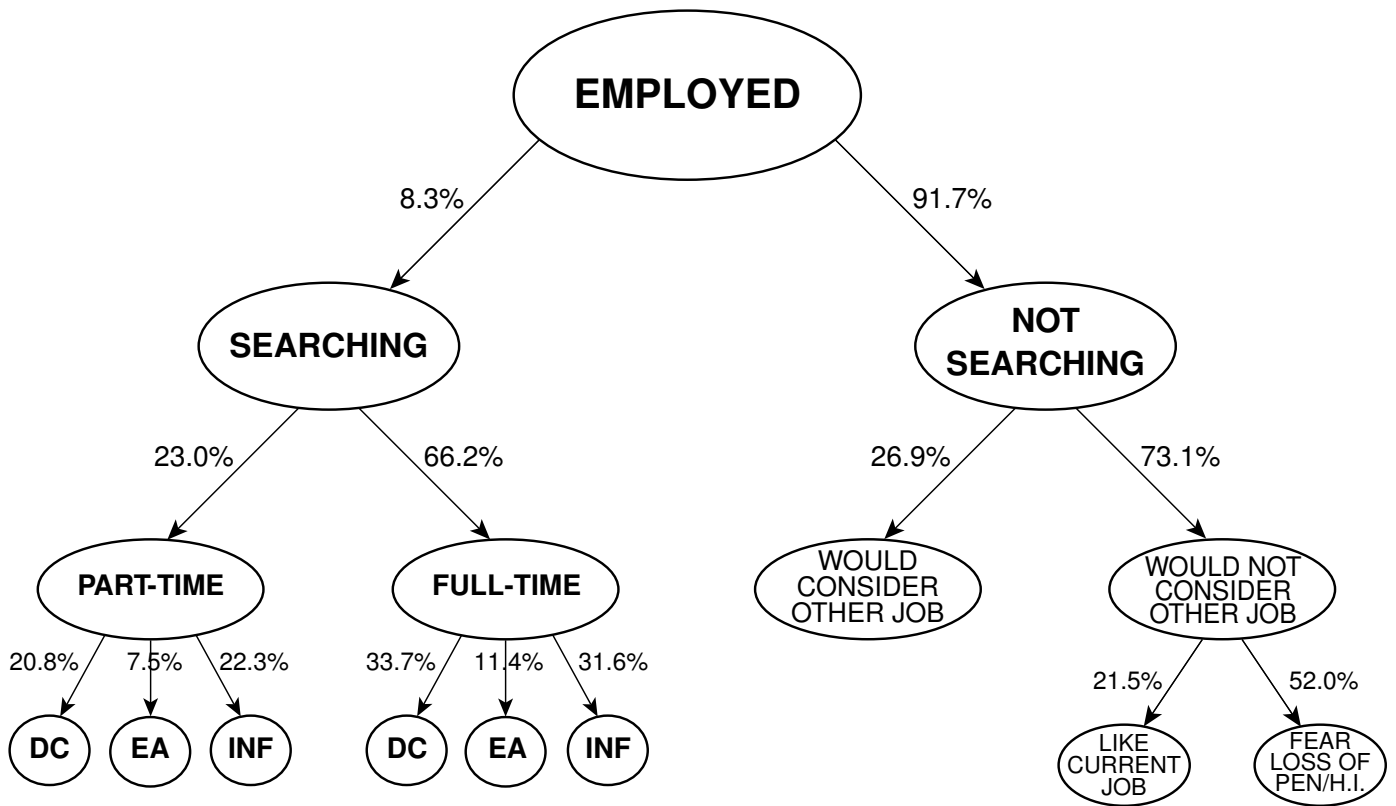 EMPLOYED
8.3%
91.7%
SEARCHING
NOT
SEARCHING
23.0%
66.2%
26.9%
73.1%
PART-TIME
FULL-TIME
WOULD
CONSIDER
OTHER JOB
WOULD NOT
CONSIDER
OTHER JOB
20.8%
7.5%
22.3%
33.7%
11.4%
31.6%
21.5%
52.0%
DC
EA
INF
DC
EA
INF
LIKE
CURRENT
JOB
FEAR
LOSS OF
PEN/H.I.